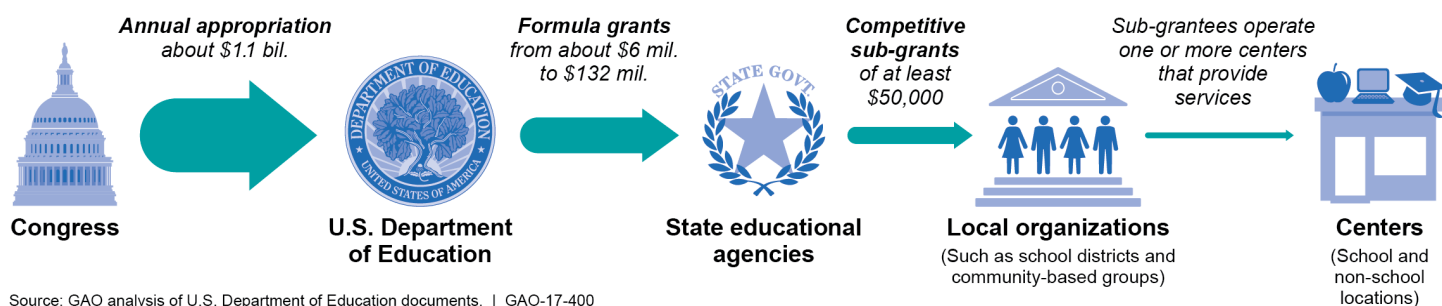 Annual appropriation
about $1.1 bil.
Formula grants
from about $6 mil.
to $132 mil.
Competitive
sub-grants
of at least
$50,000
Sub-grantees operate
one or more centers
that provide
services
DEPARTMENT OF EDUCATION
UNITED STATES OF AMERICA
STATE GOVT.
Congress
U.S. Department
of Education
State educational
agencies
Local organizations
(Such as school districts and
community-based groups)
Centers
(School and
non-school
locations)
Source: GAO analysis of U.S. Department of Education documents. | GAO-17-400